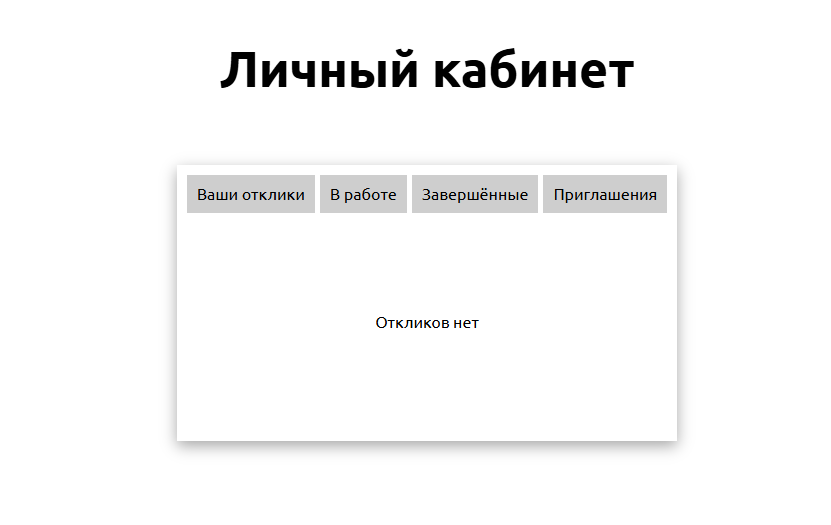 Личный кабинет
Ваши отклики В работе Завершённые Приглашения
Откликов нет